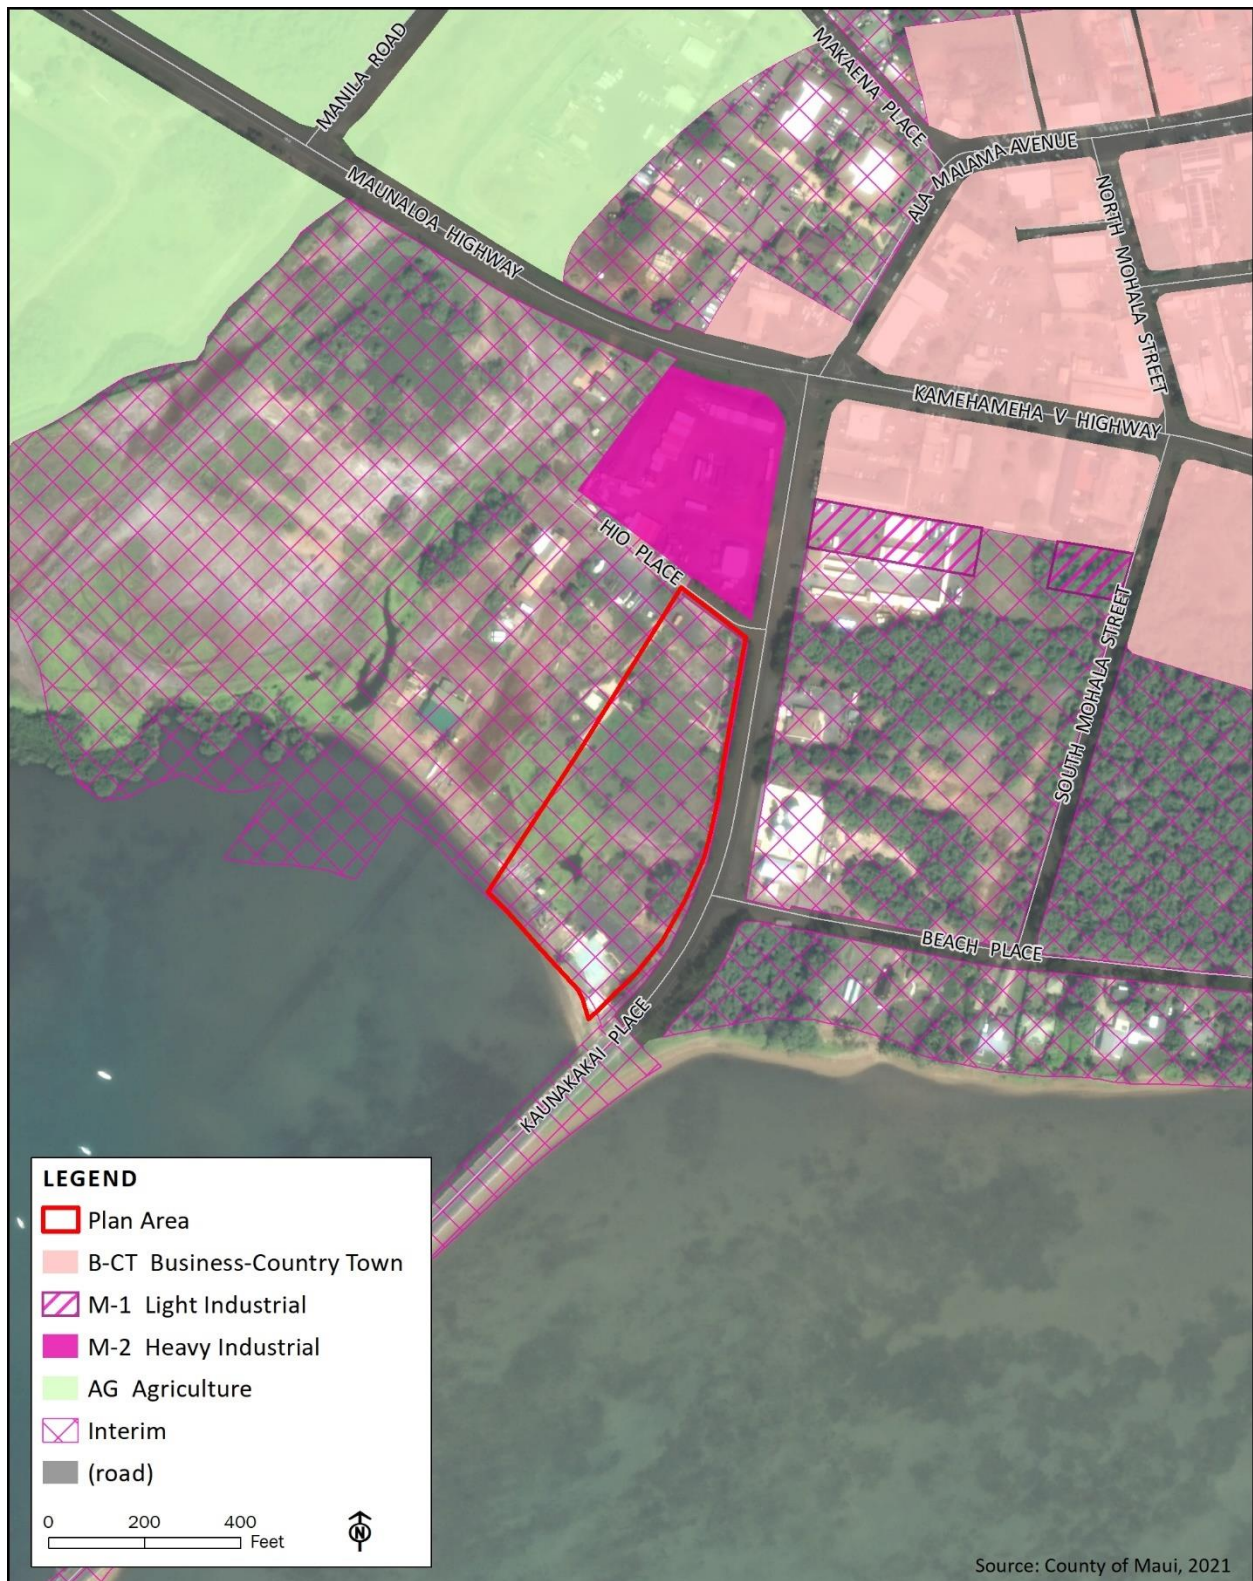 MANILA ROAD
MAKAENA PLACE
ALA MALAMA AVENUE
MAUNALOA HIGHWAY
NORTH MOHALA STREET
KAMEHAMEHA V HIGHWAY
HIO PLACE
SOUTH MOHALA STREET
BEACH PLACE
KAUNAKAKAI PLACE
LEGEND
Plan Area
B-CT Business-Country Town
M-1 Light Industrial
M-2 Heavy Industrial
AG Agriculture
Interim
(road)
0 200 400
Feet
N
Source: County of Maui, 2021